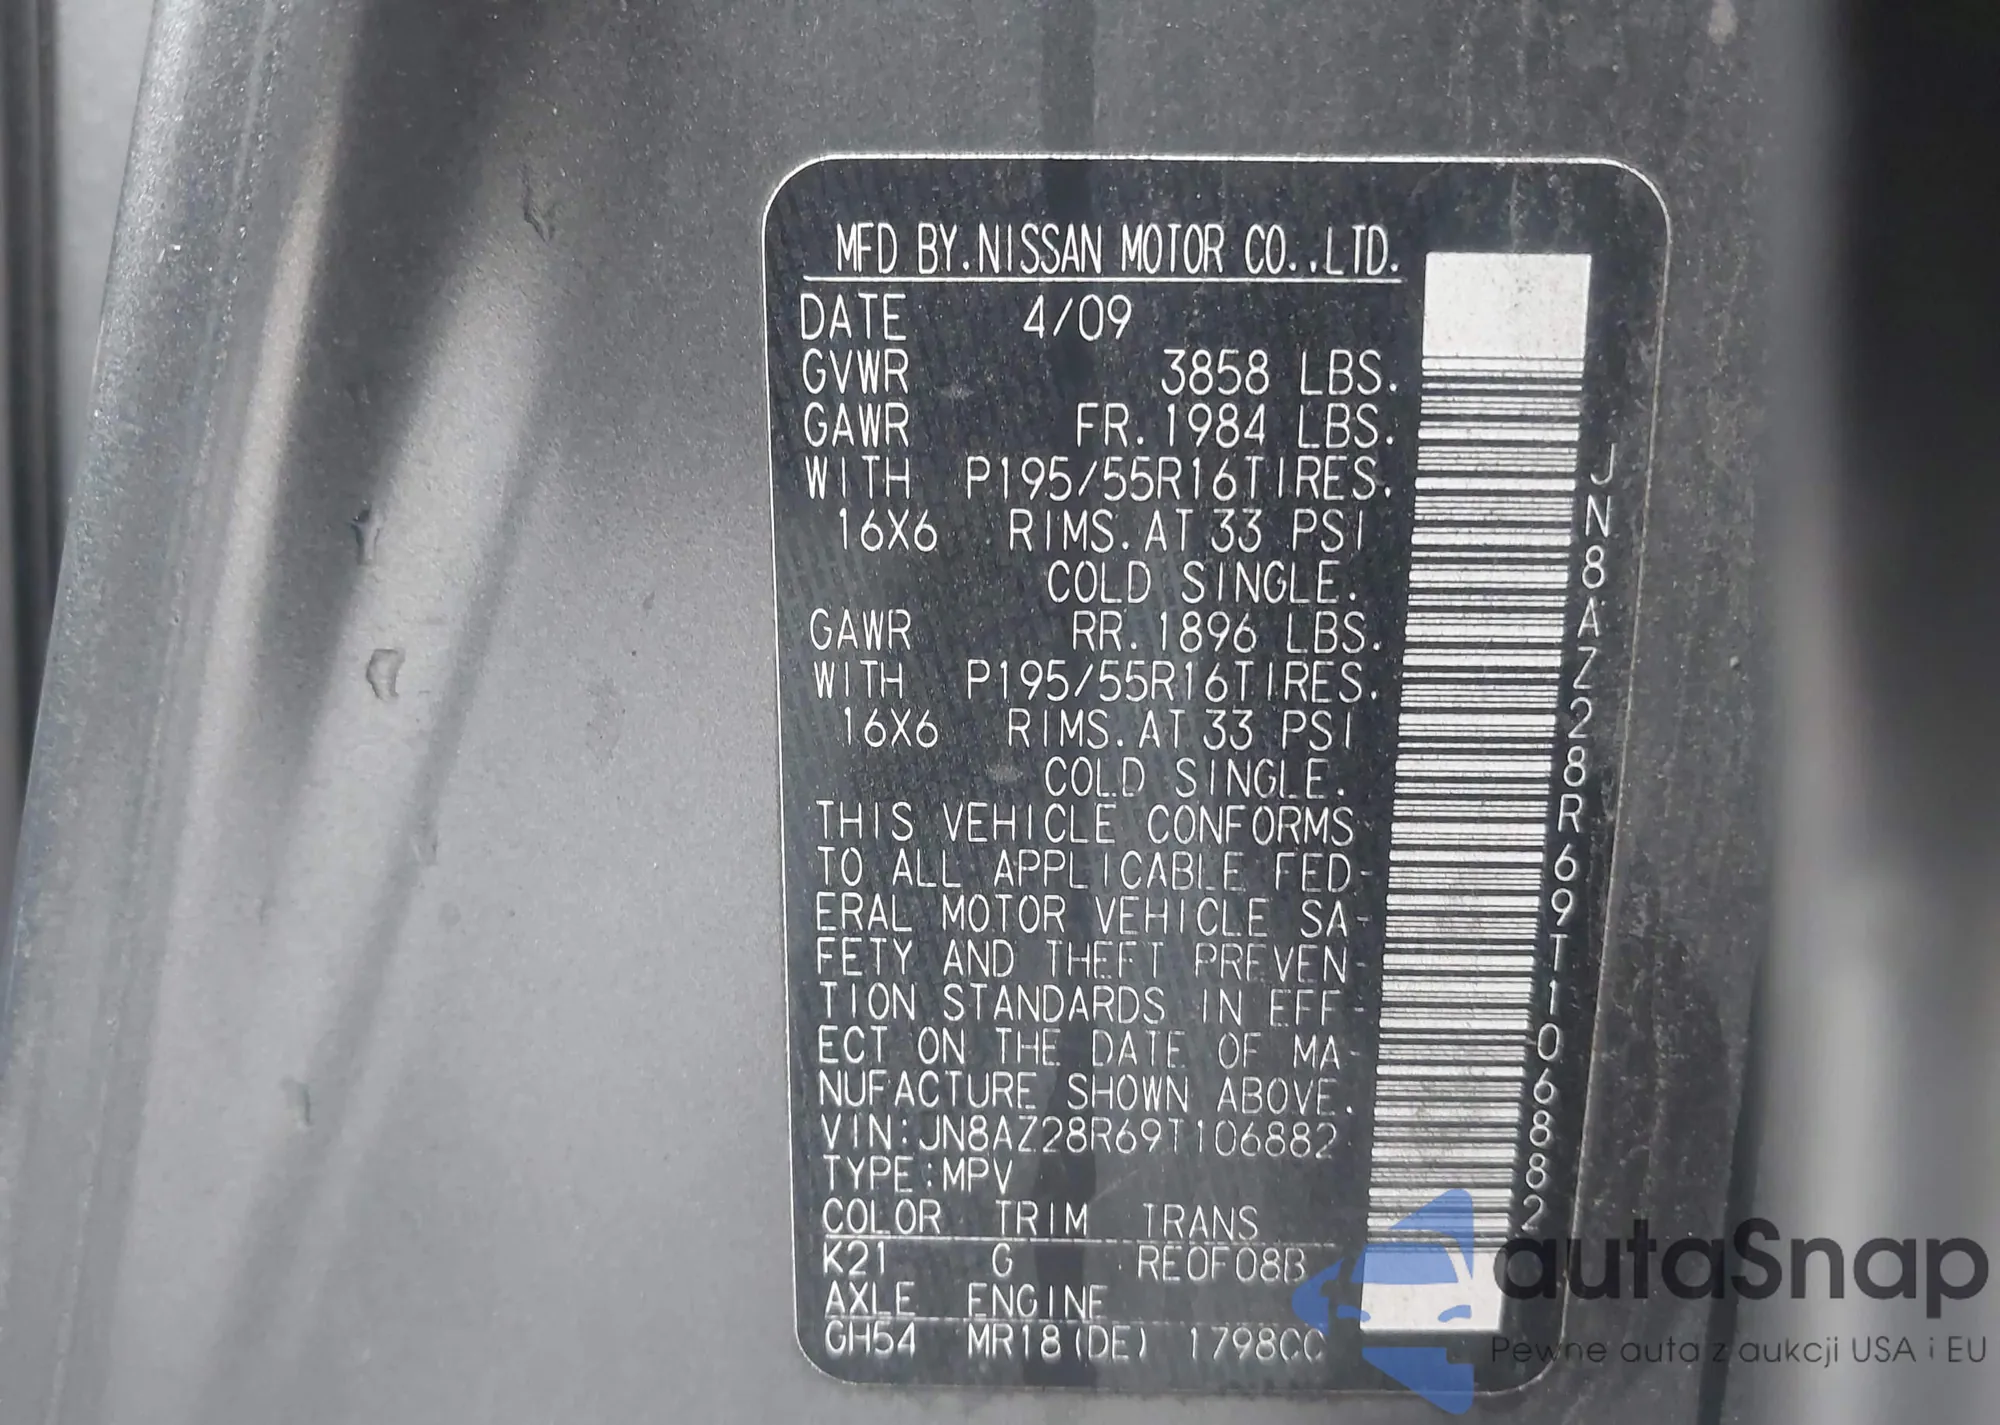 MFD BY.NISSAN MOTOR CO.,LTD.
DATE 4/09
GVWR 3858 LBS.
GAWR FR.1984 LBS.
WITH P195/55R16TIRES.
16X6 RIMS.AT 33 PSI
COLD SINGLE.
GAWR RR.1896 LBS.
WITH P195/55R16TIRES.
16X6 RIMS.AT 33 PSI
COLD SINGLE.
THIS VEHICLE CONFORMS
TO ALL APPLICABLE FED-
ERAL MOTOR VEHICLE SA-
FETY AND THEFT PREVEN-
TION STANDARDS IN EFF-
ECT ON THE DATE OF MA-
NUFACTURE SHOWN ABOVE.
VIN:JN8AZ28R69T106882
TYPE:MPV
COLOR TRIM TRANS
K21 G RE0F08B
AXLE ENGINE
GH54 MR18(DE) 1798CC
JN8AZ28R69T106882
autaSnap
Pewne auta z aukcji USA i EU